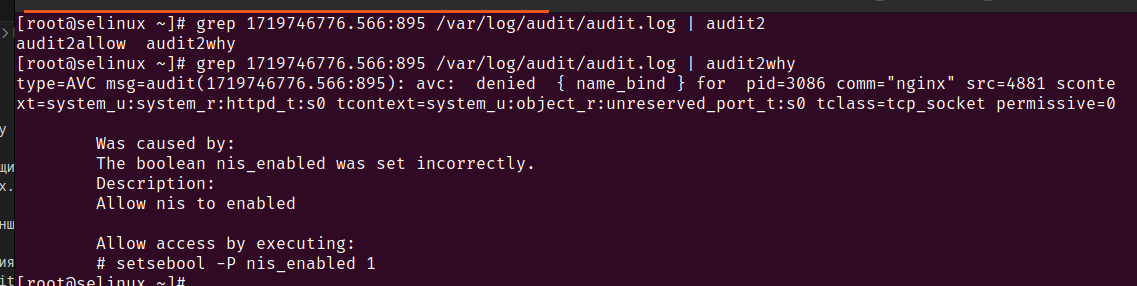 [root@selinux ~]# grep 1719746776.566:895 /var/log/audit/audit.log | audit2
audit2allow  audit2why
[root@selinux ~]# grep 1719746776.566:895 /var/log/audit/audit.log | audit2why
type=AVC msg=audit(1719746776.566:895): avc:  denied  { name_bind } for  pid=3086 comm="nginx" src=4881 sconte
xt=system_u:system_r:httpd_t:s0 tcontext=system_u:object_r:unreserved_port_t:s0 tclass=tcp_socket permissive=0
Was caused by:
The boolean nis_enabled was set incorrectly.
Description:
Allow nis to enabled
Allow access by executing:
# setsebool -P nis_enabled 1
[root@selinux ~]#